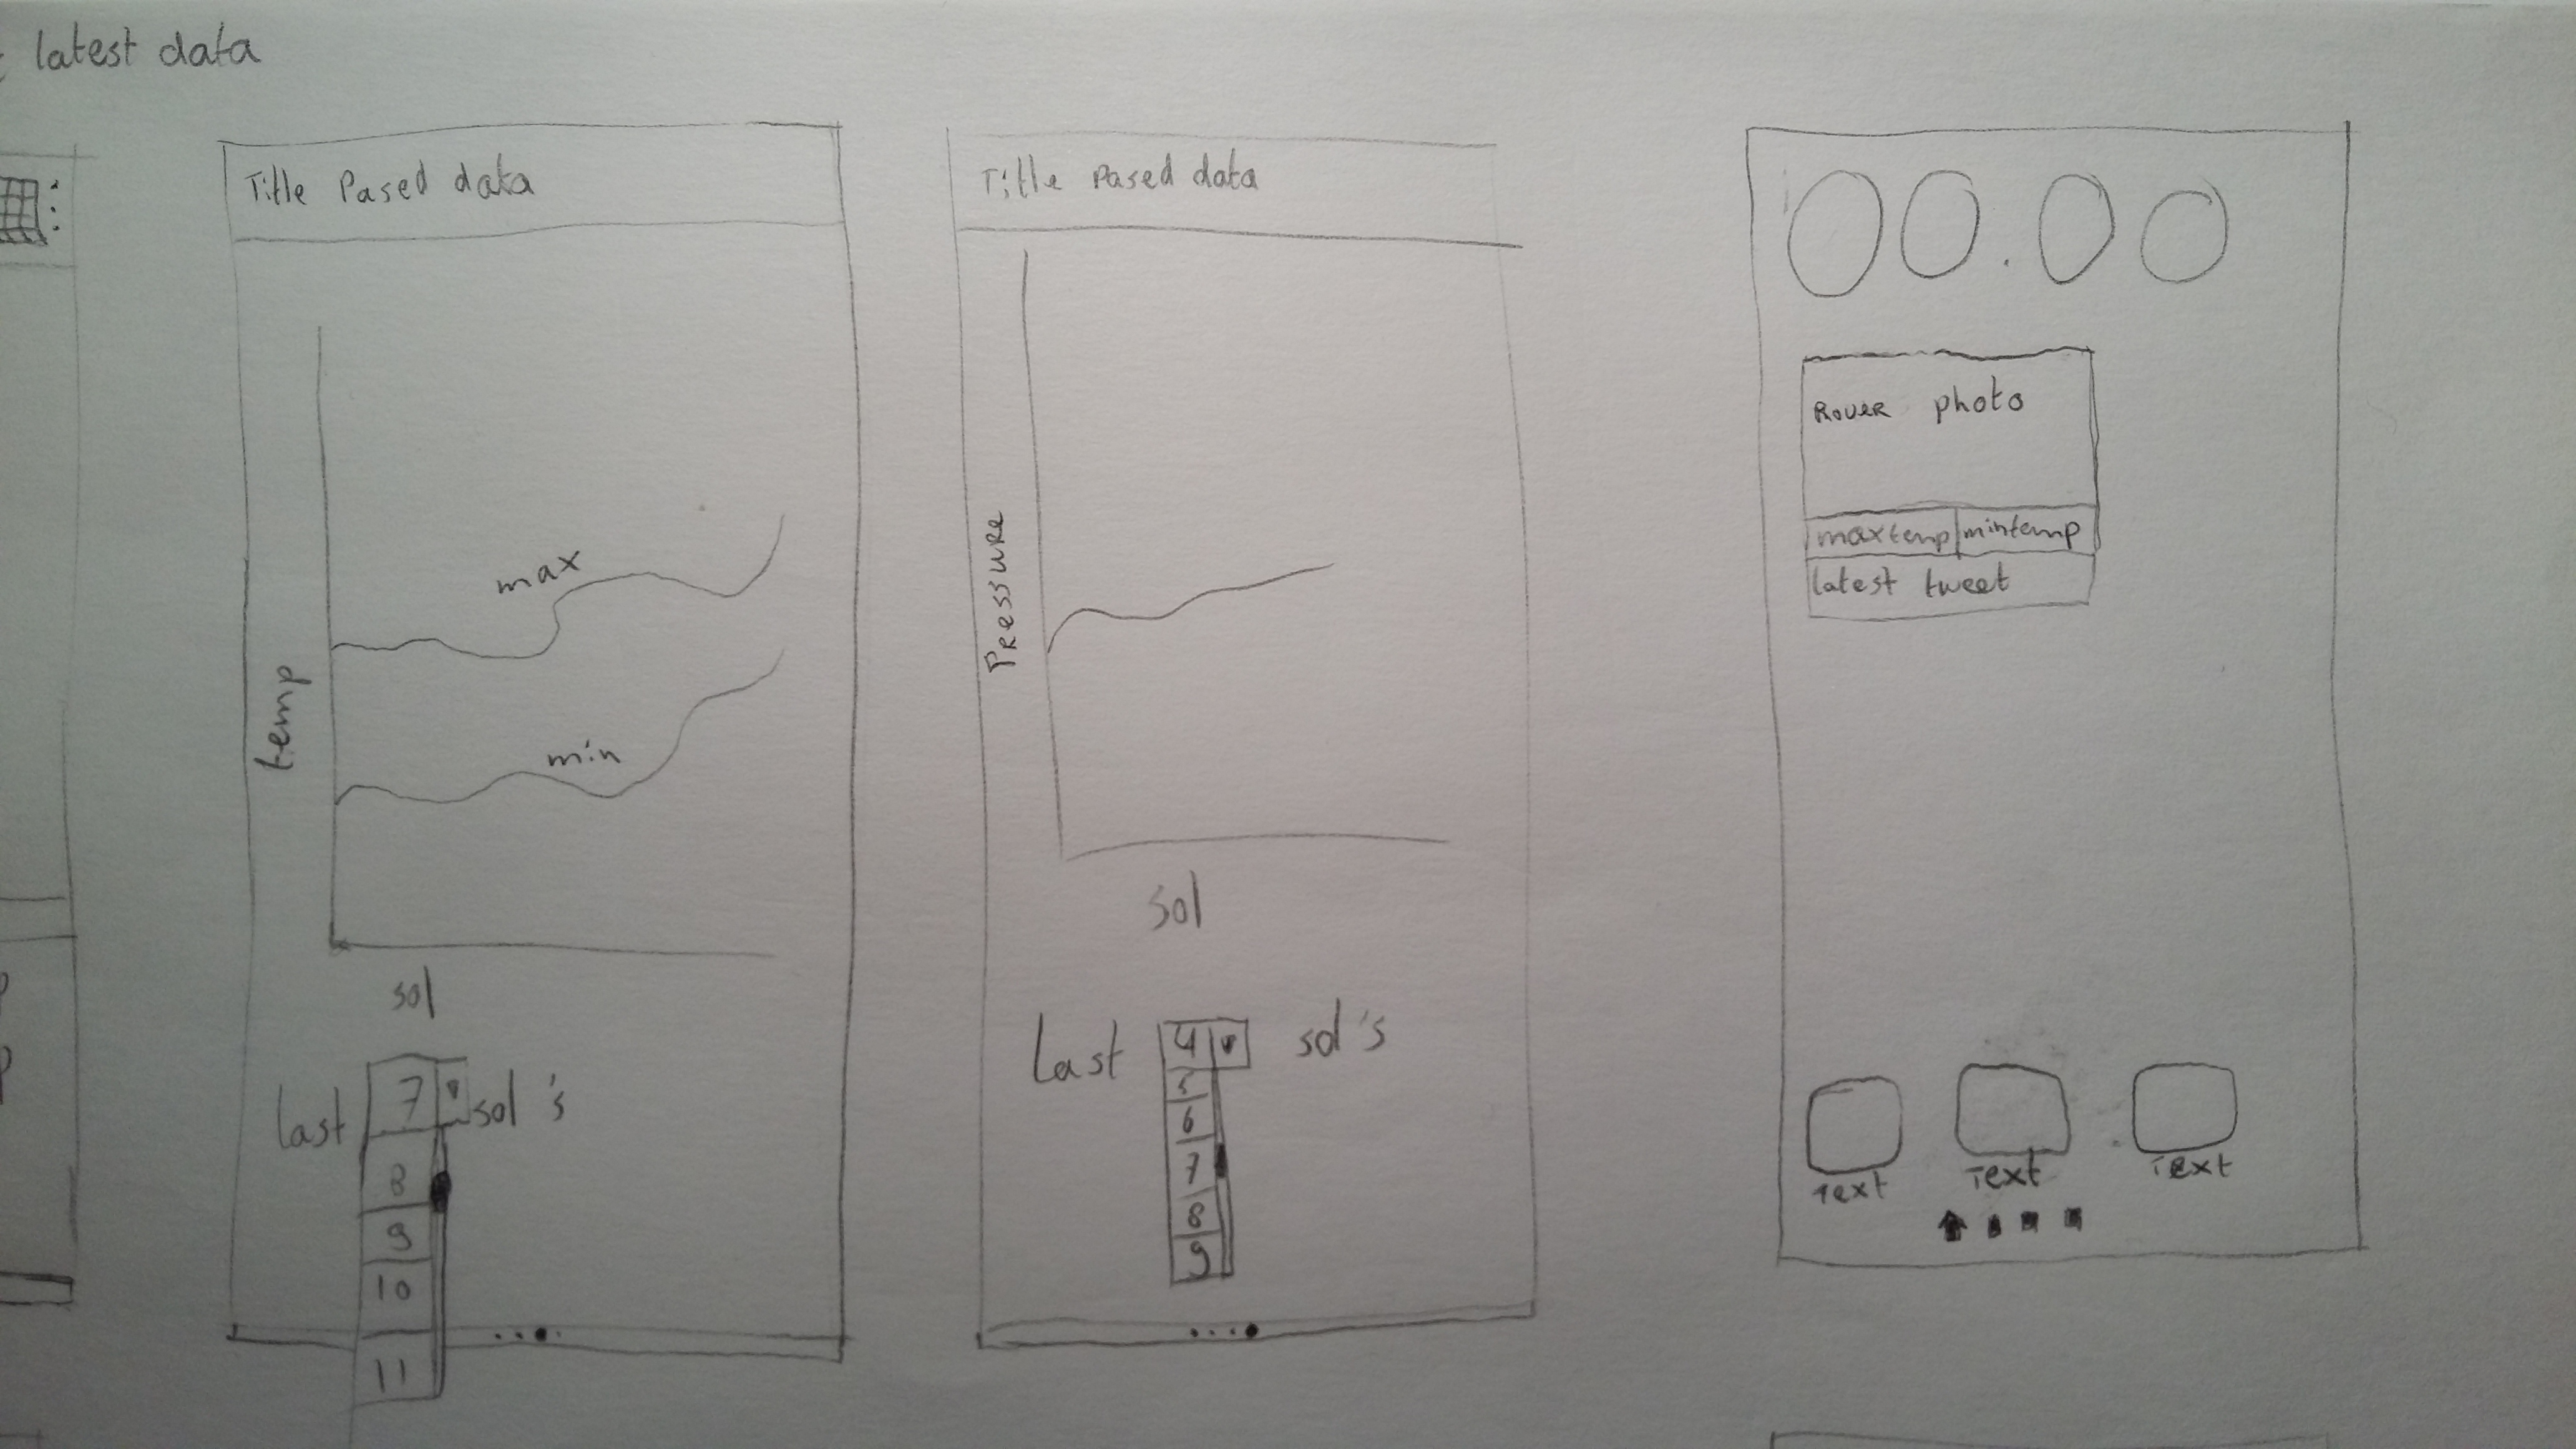 latest data
Title Pased data
temp
max
min
sol
last 7 sol's
8
9
10
11
Title Pased data
PRESSURE
sol
last 4 sol's
5
6
7
8
9
Rover photo
maxtemp mintemp
latest tweet
Text Text Text